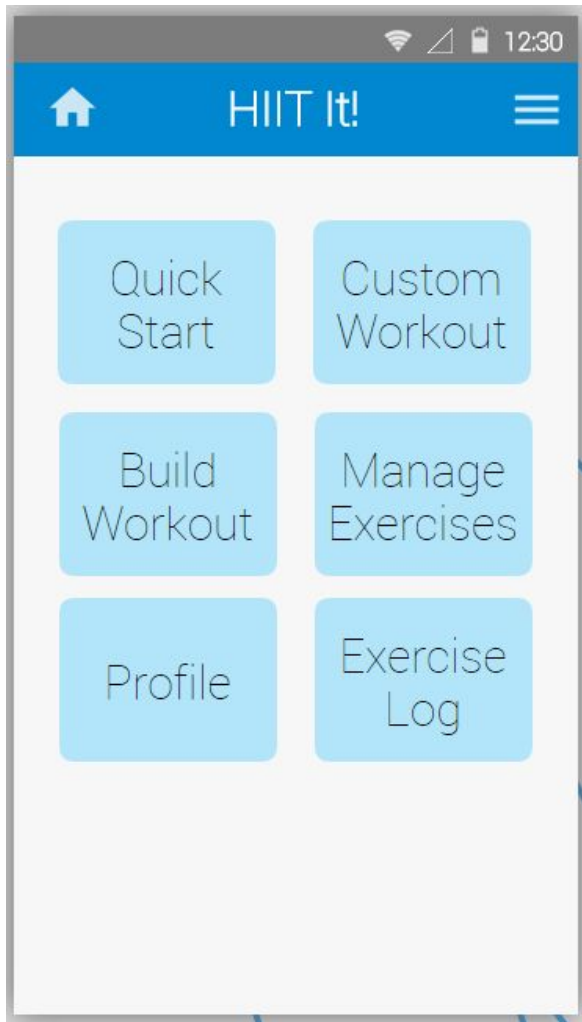 12:30
HIIT It!
Quick
Start
Custom
Workout
Build
Workout
Manage
Exercises
Profile
Exercise
Log